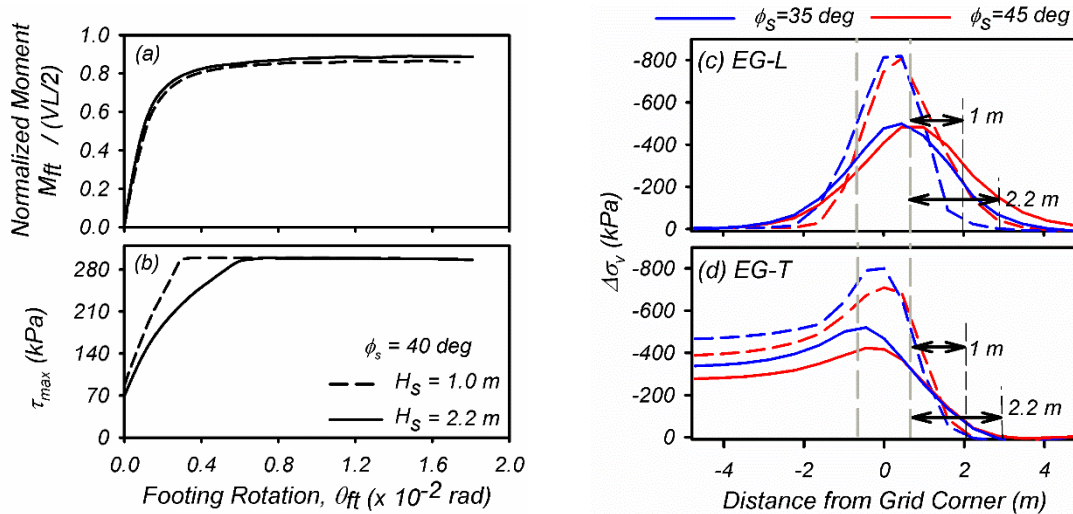 ϕs=35 deg ϕs=45 deg
(a)
Normalized Moment
Mft / (VL/2)
1.0
0.8
0.6
0.4
0.2
0.0
(b)
τmax (kPa)
280
210
140
70
0
ϕs = 40 deg
Hs = 1.0 m
Hs = 2.2 m
0.0 0.4 0.8 1.2 1.6 2.0
Footing Rotation, θft (x 10-2 rad)
(c) EG-L
-800
-600
-400
-200
0
1 m
2.2 m
Δσv (kPa)
(d) EG-T
-800
-600
-400
-200
0
1 m
2.2 m
-4 -2 0 2 4
Distance from Grid Corner (m)